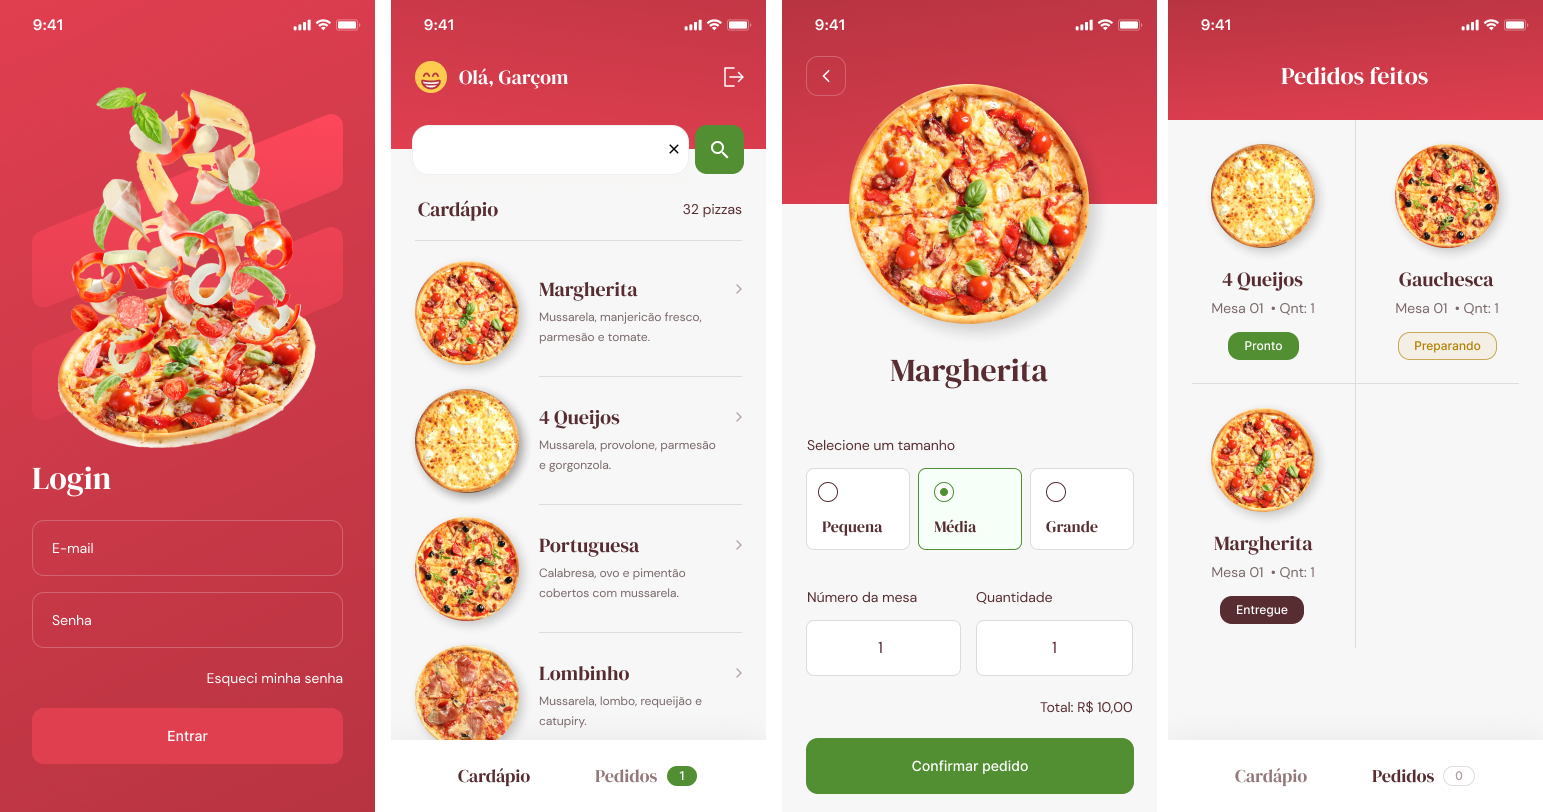 9:41
Login
E-mail
Senha
Esqueci minha senha
Entrar
9:41
Olá, Garçom
Cardápio
32 pizzas
Margherita
Mussarela, manjericão fresco,
parmesão e tomate.
4 Queijos
Mussarela, provolone, parmesão
e gorgonzola.
Portuguesa
Calabresa, ovo e pimentão
cobertos com mussarela.
Lombinho
Mussarela, lombo, requeijão e
catupiry.
Cardápio
Pedidos 1
9:41
Margherita
Selecione um tamanho
Pequena
Média
Grande
Número da mesa
Quantidade
1
1
Total: R$ 10,00
Confirmar pedido
9:41
Pedidos feitos
4 Queijos
Mesa 01 • Qnt: 1
Pronto
Gauchesca
Mesa 01 • Qnt: 1
Preparando
Margherita
Mesa 01 • Qnt: 1
Entregue
Cardápio
Pedidos 0